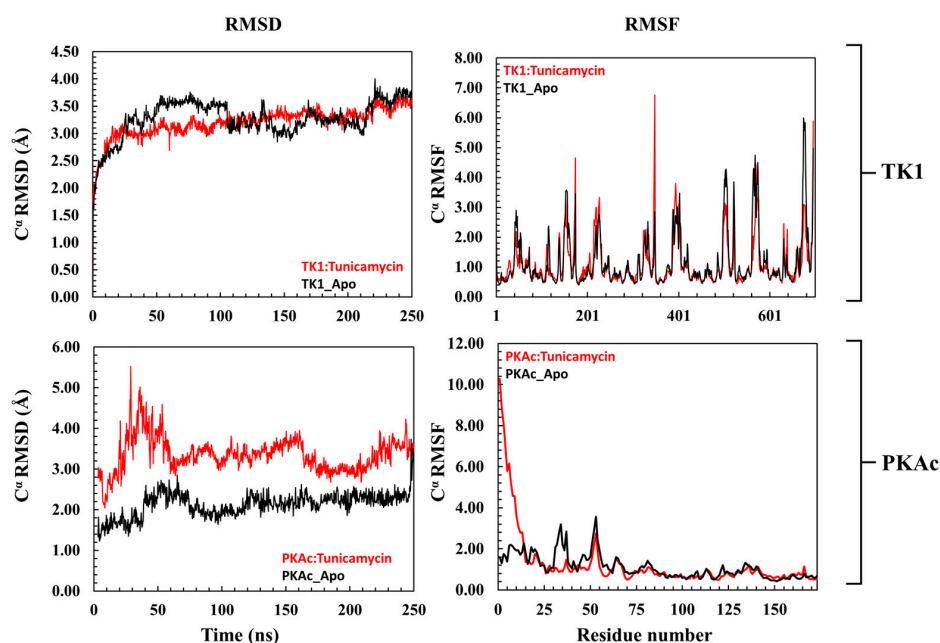 RMSD
RMSF
4.50
4.00
3.50
3.00
2.50
2.00
1.50
1.00
0.50
0.00
Cα RMSD (Å)
TK1:Tunicamycin
TK1_Apo
0 50 100 150 200 250
8.00
7.00
6.00
5.00
4.00
3.00
2.00
1.00
0.00
Cα RMSF
TK1:Tunicamycin
TK1_Apo
1 201 401 601
TK1
6.00
5.00
4.00
3.00
2.00
1.00
0.00
Cα RMSD (Å)
PKAc:Tunicamycin
PKAc_Apo
0 50 100 150 200 250
Time (ns)
12.00
10.00
8.00
6.00
4.00
2.00
0.00
Cα RMSF
PKAc:Tunicamycin
PKAc_Apo
0 25 50 75 100 125 150
Residue number
PKAc